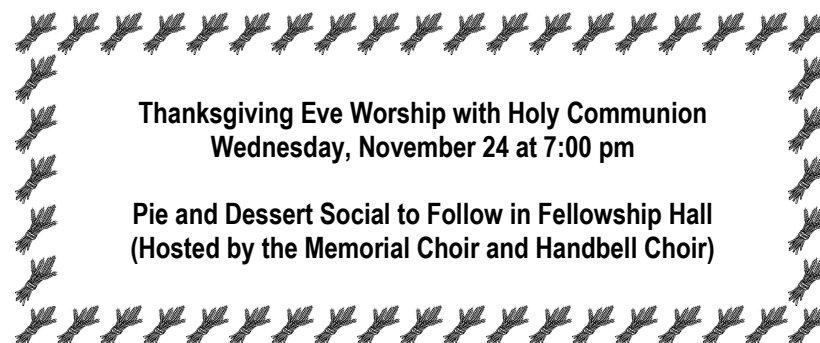 Thanksgiving Eve Worship with Holy Communion
Wednesday, November 24 at 7:00 pm
Pie and Dessert Social to Follow in Fellowship Hall
(Hosted by the Memorial Choir and Handbell Choir)